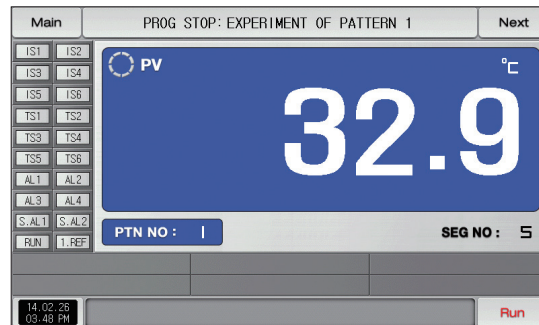 Main PROG STOP:EXPERIMENT OF PATTERN 1 Next
IS1 IS2
IS3 IS4
IS5 IS6
TS1 TS2
TS3 TS4
TS5 TS6
AL1 AL2
AL3 AL4
S.AL1 S.AL2
RUN 1.REF
PV °C
32.9
PTN NO : 1 SEG NO : 5
14.02.26
03.48 PM
Run